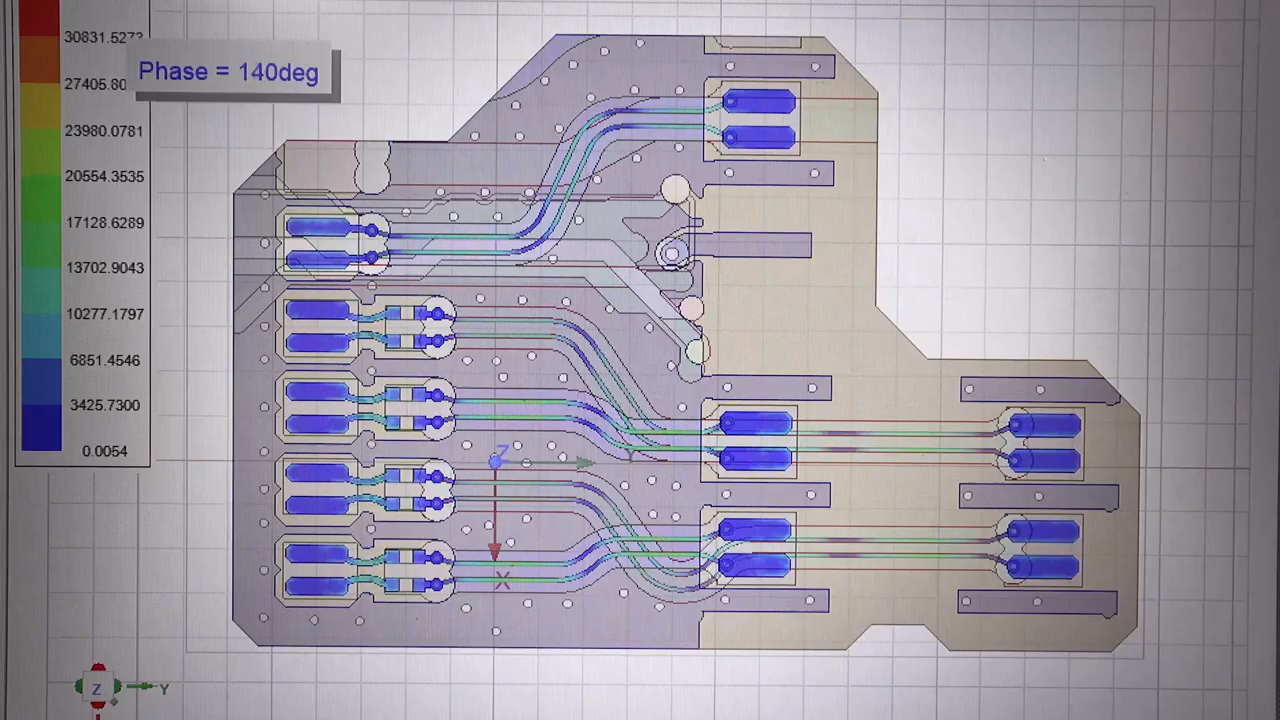 30831.5273
Phase = 140deg
27405.80
23980.0781
20554.3535
17128.6289
13702.9043
10277.1797
6851.4546
3425.7300
0.0054
Z
Y
X
Z
Y